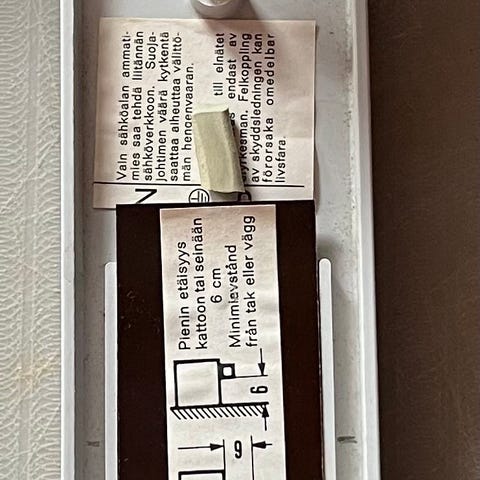 Vain sähköalan ammatti-
mies saa tehdä liitännän
sähköverkkoon. Suoja-
johtimen väärä kytkentä
saattaa aiheuttaa välittö-
män hengenvaaran.
till elnätet
endast av
yrkesman. Felkoppling
av skyddsledningen kan
förorsaka omedelbar
livsfara.
N
Pienin etäisyys
kattoon tai seinään
6 cm
Minimiavstånd
från tak eller vägg
6
6